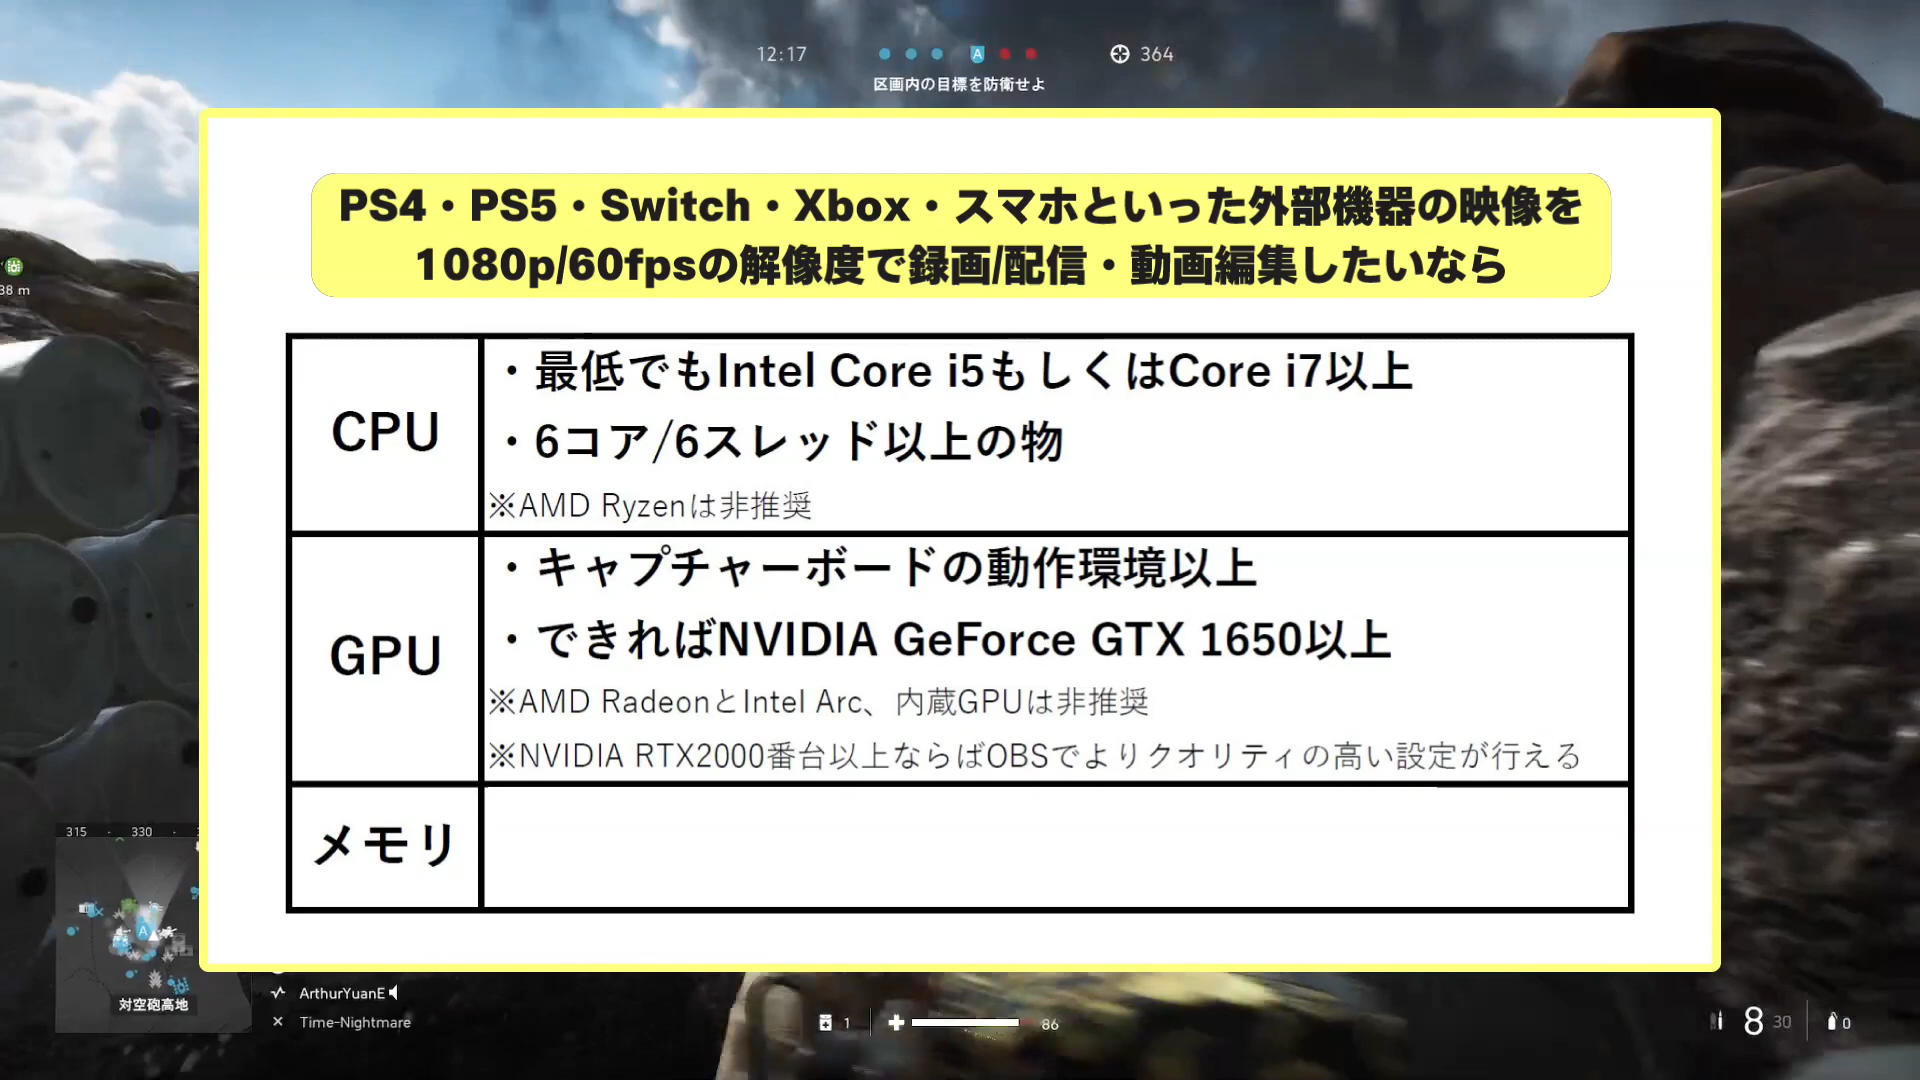 12:17
A
364
区画内の目標を防衛せよ
PS4・PS5・Switch・Xbox・スマホといった外部機器の映像を
1080p/60fpsの解像度で録画/配信・動画編集したいなら
CPU
・最低でもIntel Core i5もしくはCore i7以上
・6コア/6スレッド以上の物
※AMD Ryzenは非推奨
GPU
・キャプチャーボードの動作環境以上
・できればNVIDIA GeForce GTX 1650以上
※AMD RadeonとIntel Arc、内蔵GPUは非推奨
※NVIDIA RTX2000番台以上ならばOBSでよりクオリティの高い設定が行える
メモリ
38 m
315 · 330 ·
A
対空砲高地
ArthurYuanE
Time-Nightmare
1
86
8 30
0